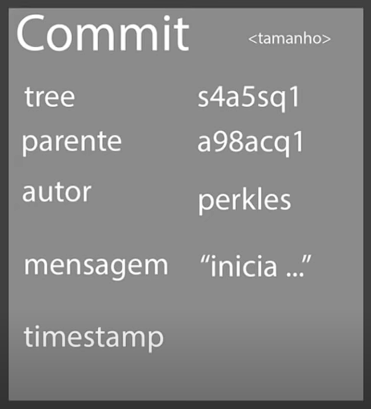 Commit <tamanho>
tree s4a5sq1
parente a98acq1
autor perkles
mensagem “inicia ...”
timestamp